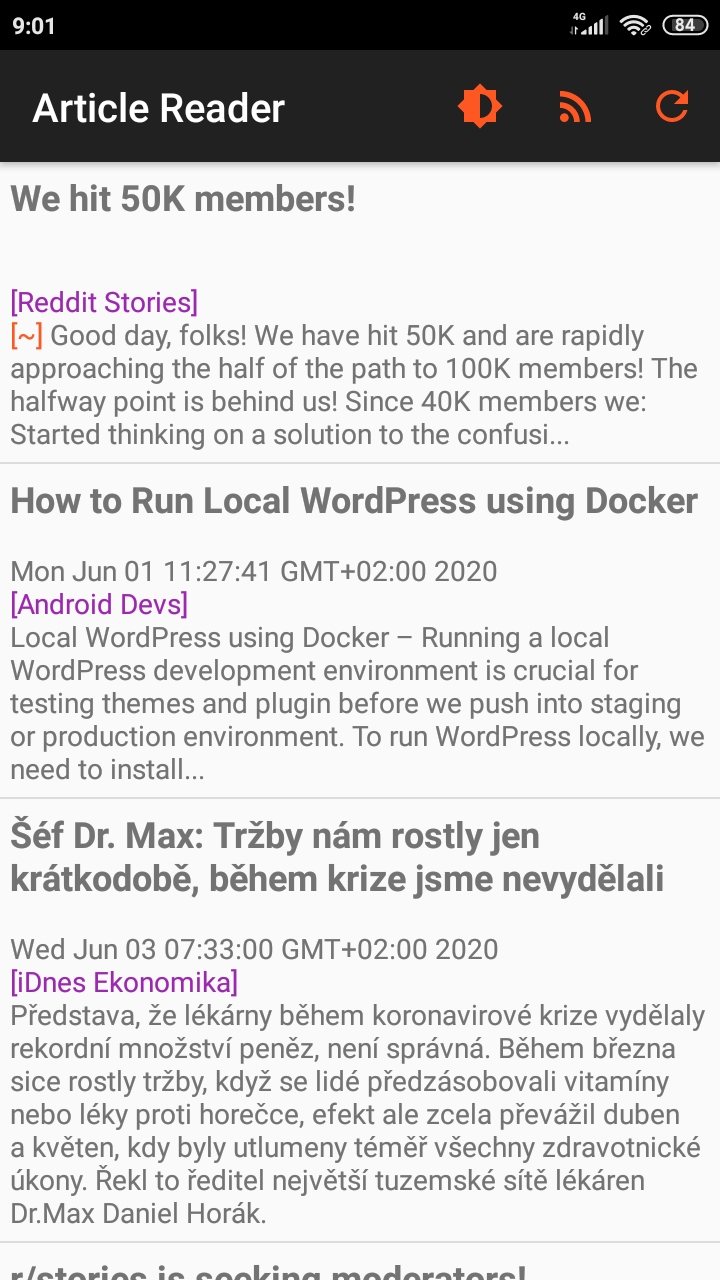 9:01
4G
84
Article Reader
We hit 50K members!
[Reddit Stories]
[~] Good day, folks! We have hit 50K and are rapidly
approaching the half of the path to 100K members! The
halfway point is behind us! Since 40K members we:
Started thinking on a solution to the confusi...
How to Run Local WordPress using Docker
Mon Jun 01 11:27:41 GMT+02:00 2020
[Android Devs]
Local WordPress using Docker – Running a local
WordPress development environment is crucial for
testing themes and plugin before we push into staging
or production environment. To run WordPress locally, we
need to install...
Šéf Dr. Max: Tržby nám rostly jen
krátkodobě, během krize jsme nevydělali
Wed Jun 03 07:33:00 GMT+02:00 2020
[iDnes Ekonomika]
Představa, že lékárny během koronavirové krize vydělaly
rekordní množství peněz, není správná. Během března
sice rostly tržby, když se lidé předzásobovali vitamíny
nebo léky proti horečce, efekt ale zcela převážil duben
a květen, kdy byly utlumeny téměř všechny zdravotnické
úkony. Řekl to ředitel největší tuzemské sítě lékáren
Dr.Max Daniel Horák.
r/stories is seeking moderators!